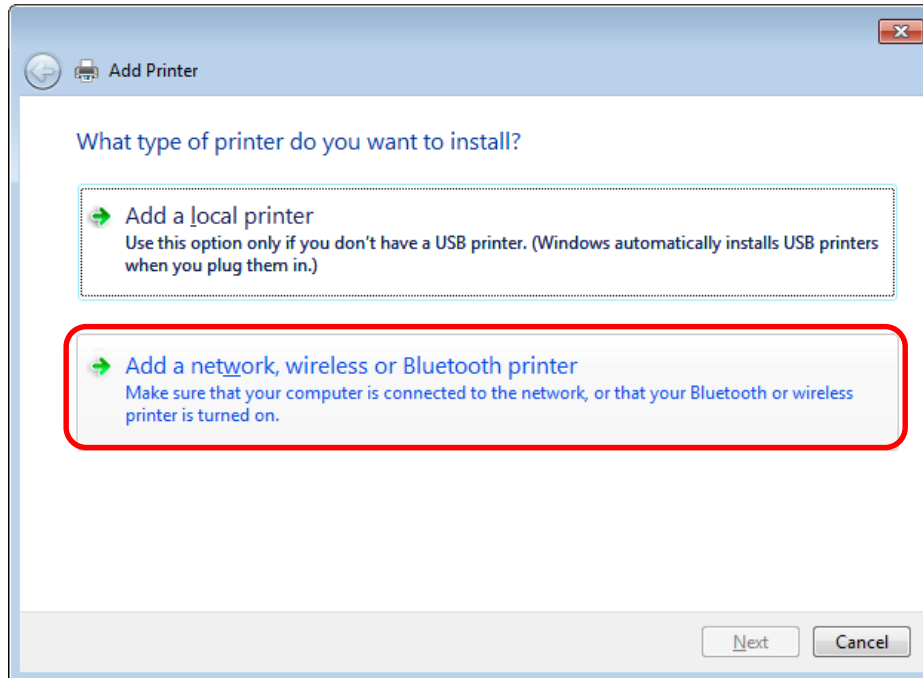 Add Printer
What type of printer do you want to install?
Add a local printer
Use this option only if you don't have a USB printer. (Windows automatically installs USB printers
when you plug them in.)
Add a network, wireless or Bluetooth printer
Make sure that your computer is connected to the network, or that your Bluetooth or wireless
printer is turned on.
Next
Cancel